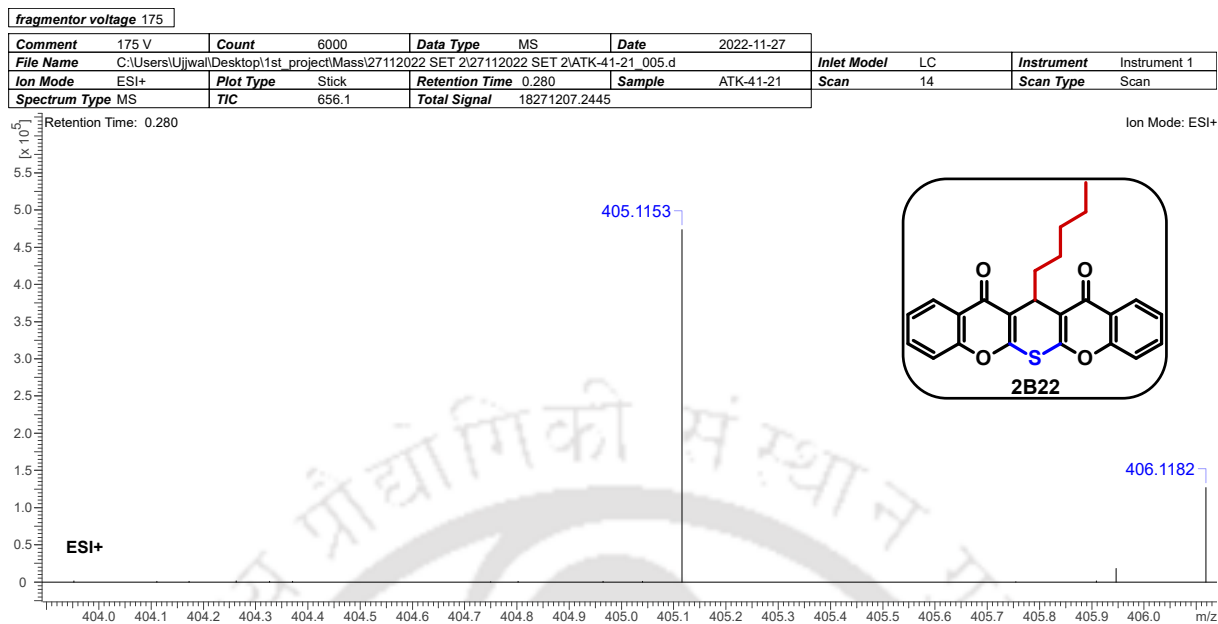 fragmentor voltage 175
Comment 175 V Count 6000 Data Type MS Date 2022-11-27
File Name C:\Users\Ujjwal\Desktop\1st_project\Mass\27112022 SET 2\27112022 SET 2\ATK-41-21_005.d Inlet Model LC Instrument Instrument 1
Ion Mode ESI+ Plot Type Stick Retention Time 0.280 Sample ATK-41-21 Scan 14 Scan Type Scan
Spectrum Type MS TIC 656.1 Total Signal 18271207.2445
[x 10⁵]
Retention Time: 0.280 Ion Mode: ESI+
5.5
5.0
4.5
4.0
3.5
3.0
2.5
2.0
1.5
1.0
0.5
0
405.1153
406.1182
O O
O S O
2B22
ESI+
प्रौद्योगिकी संस्थान
404.0 404.1 404.2 404.3 404.4 404.5 404.6 404.7 404.8 404.9 405.0 405.1 405.2 405.3 405.4 405.5 405.6 405.7 405.8 405.9 406.0 m/z